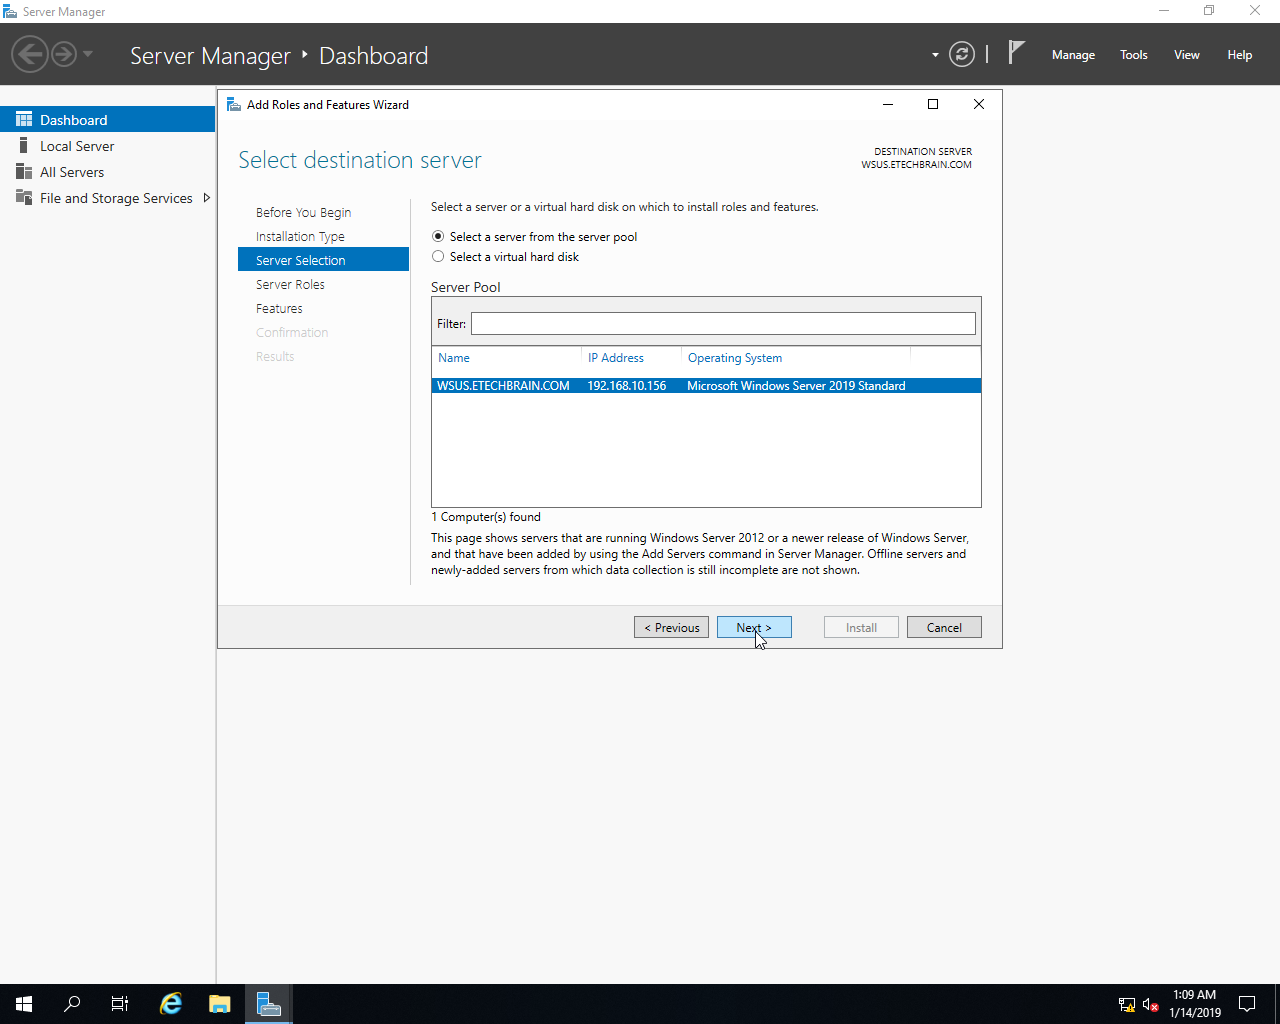 Server Manager
Server Manager ‣ Dashboard
Manage Tools View Help
Dashboard
Local Server
All Servers
File and Storage Services
Add Roles and Features Wizard
Select destination server
DESTINATION SERVER
WSUS.ETECHBRAIN.COM
Before You Begin
Installation Type
Server Selection
Server Roles
Features
Confirmation
Results
Select a server or a virtual hard disk on which to install roles and features.
Select a server from the server pool
Select a virtual hard disk
Server Pool
Filter:
Name IP Address Operating System
WSUS.ETECHBRAIN.COM 192.168.10.156 Microsoft Windows Server 2019 Standard
1 Computer(s) found
This page shows servers that are running Windows Server 2012 or a newer release of Windows Server,
and that have been added by using the Add Servers command in Server Manager. Offline servers and
newly-added servers from which data collection is still incomplete are not shown.
< Previous Next > Install Cancel
1:09 AM
1/14/2019